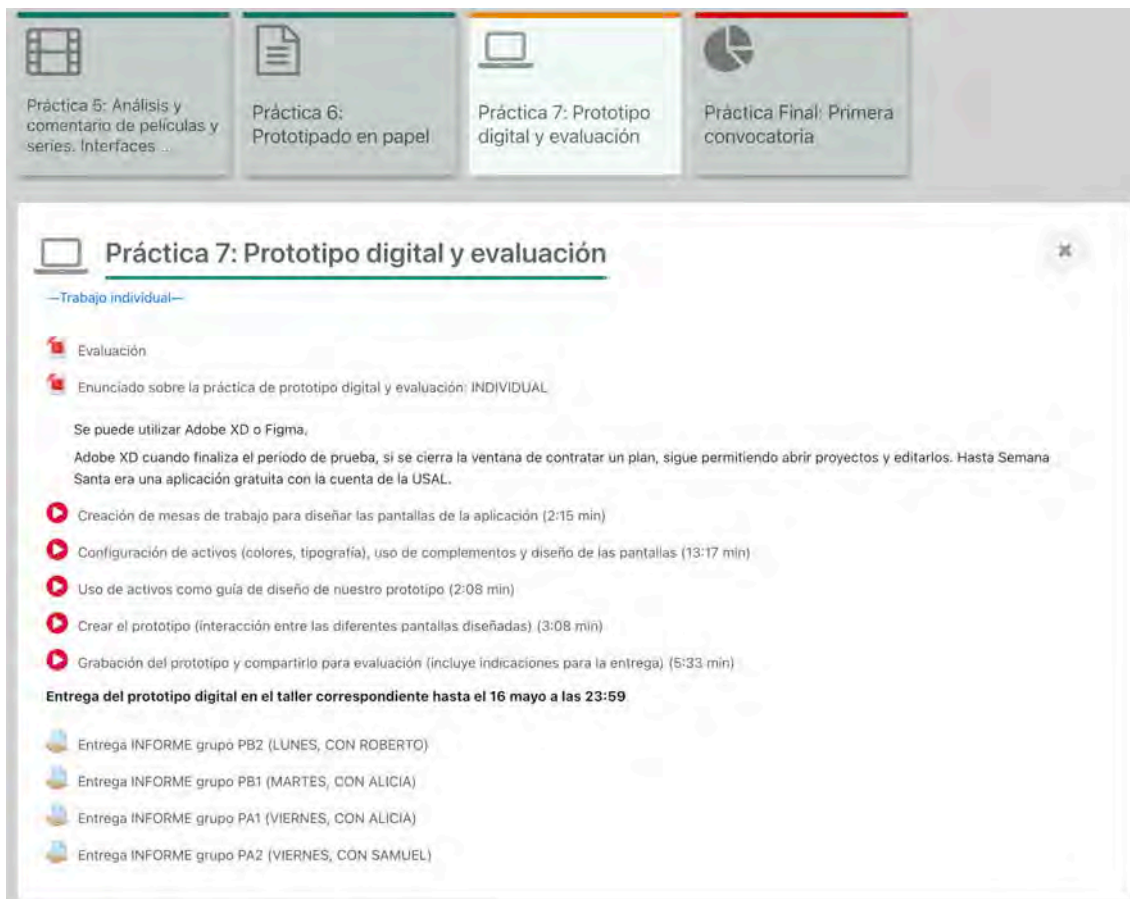 Práctica 5: Análisis y
comentario de películas y
series. Interfaces ...
Práctica 6:
Prototipado en papel
Práctica 7: Prototipo
digital y evaluación
Práctica Final: Primera
convocatoria
Práctica 7: Prototipo digital y evaluación
—Trabajo individual—
Evaluación
Enunciado sobre la práctica de prototipo digital y evaluación: INDIVIDUAL
Se puede utilizar Adobe XD o Figma.
Adobe XD cuando finaliza el periodo de prueba, si se cierra la ventana de contratar un plan, sigue permitiendo abrir proyectos y editarlos. Hasta Semana
Santa era una aplicación gratuita con la cuenta de la USAL.
Creación de mesas de trabajo para diseñar las pantallas de la aplicación (2:15 min)
Configuración de activos (colores, tipografía), uso de complementos y diseño de las pantallas (13:17 min)
Uso de activos como guía de diseño de nuestro prototipo (2:08 min)
Crear el prototipo (interacción entre las diferentes pantallas diseñadas) (3:08 min)
Grabación del prototipo y compartirlo para evaluación (incluye indicaciones para la entrega) (5:33 min)
Entrega del prototipo digital en el taller correspondiente hasta el 16 mayo a las 23:59
Entrega INFORME grupo PB2 (LUNES, CON ROBERTO)
Entrega INFORME grupo PB1 (MARTES, CON ALICIA)
Entrega INFORME grupo PA1 (VIERNES, CON ALICIA)
Entrega INFORME grupo PA2 (VIERNES, CON SAMUEL)